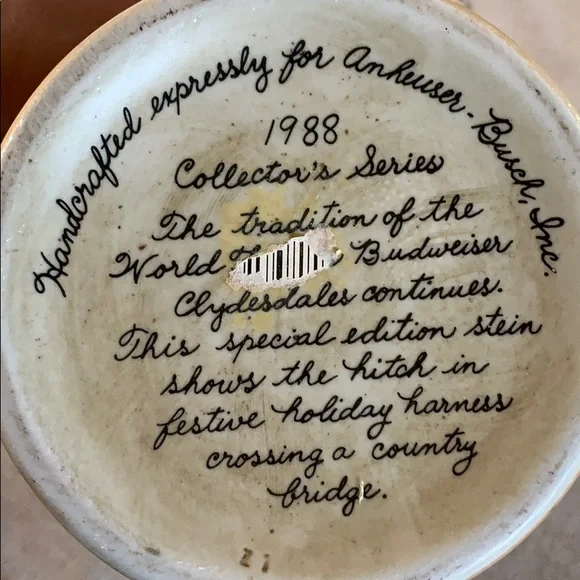 Handcrafted expressly for Anheuser-Busch, Inc.
1988
Collector's Series
The tradition of the
World Budweiser
Clydesdales continues.
This special edition stein
shows the hitch in
festive holiday harness
crossing a country
bridge.